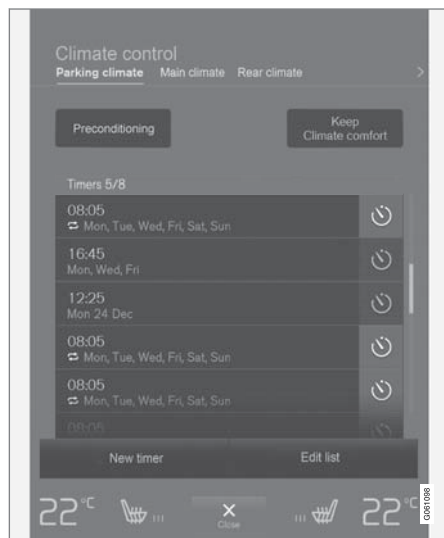 Climate control
Parking climate Main climate Rear climate >
Preconditioning
Keep
Climate comfort
Timers 5/8
08:05
Mon, Tue, Wed, Fri, Sat, Sun
16:45
Mon, Wed, Fri
12:25
Mon 24 Dec
08:05
Mon, Tue, Wed, Fri, Sat, Sun
08:05
Mon, Tue, Wed, Fri, Sat, Sun
08:05
New timer Edit list
22°C 22°C
Close
G061098